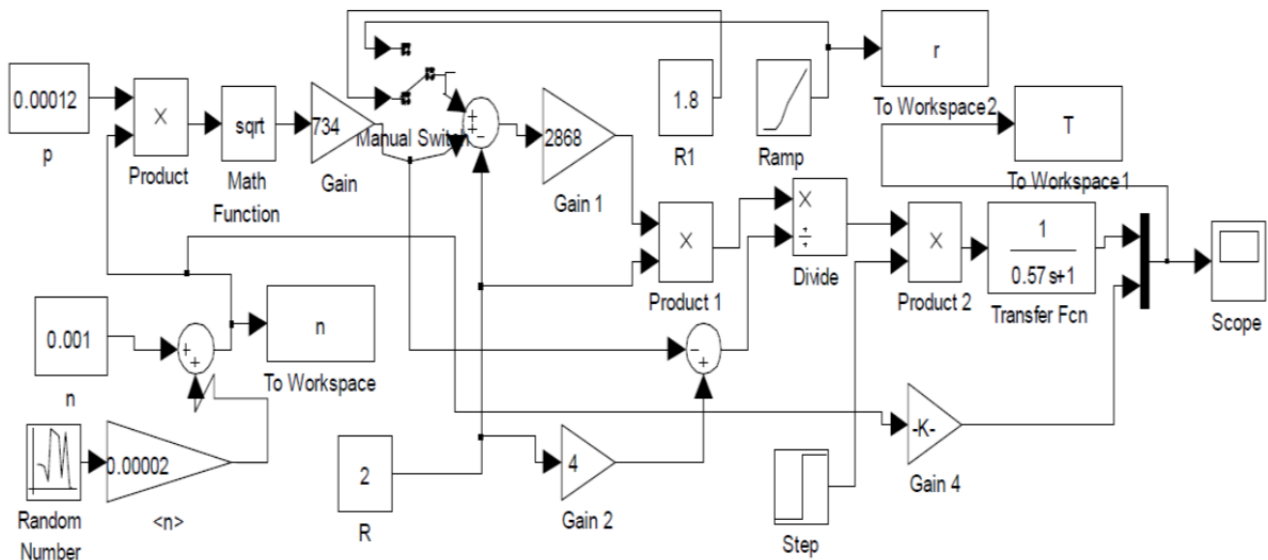 0.00012
p
X
Product
sqrt
Math
Function
734
Gain
Manual Switch
+
+
-
2868
Gain 1
1.8
R1
Ramp
r
To Workspace2
T
To Workspace1
X
Product 1
X
÷
Divide
X
Product 2
1
0.57s+1
Transfer Fcn
Scope
0.001
n
+
+
n
To Workspace
-
+
Random
Number
0.00002
<n>
2
R
4
Gain 2
Step
-K-
Gain 4